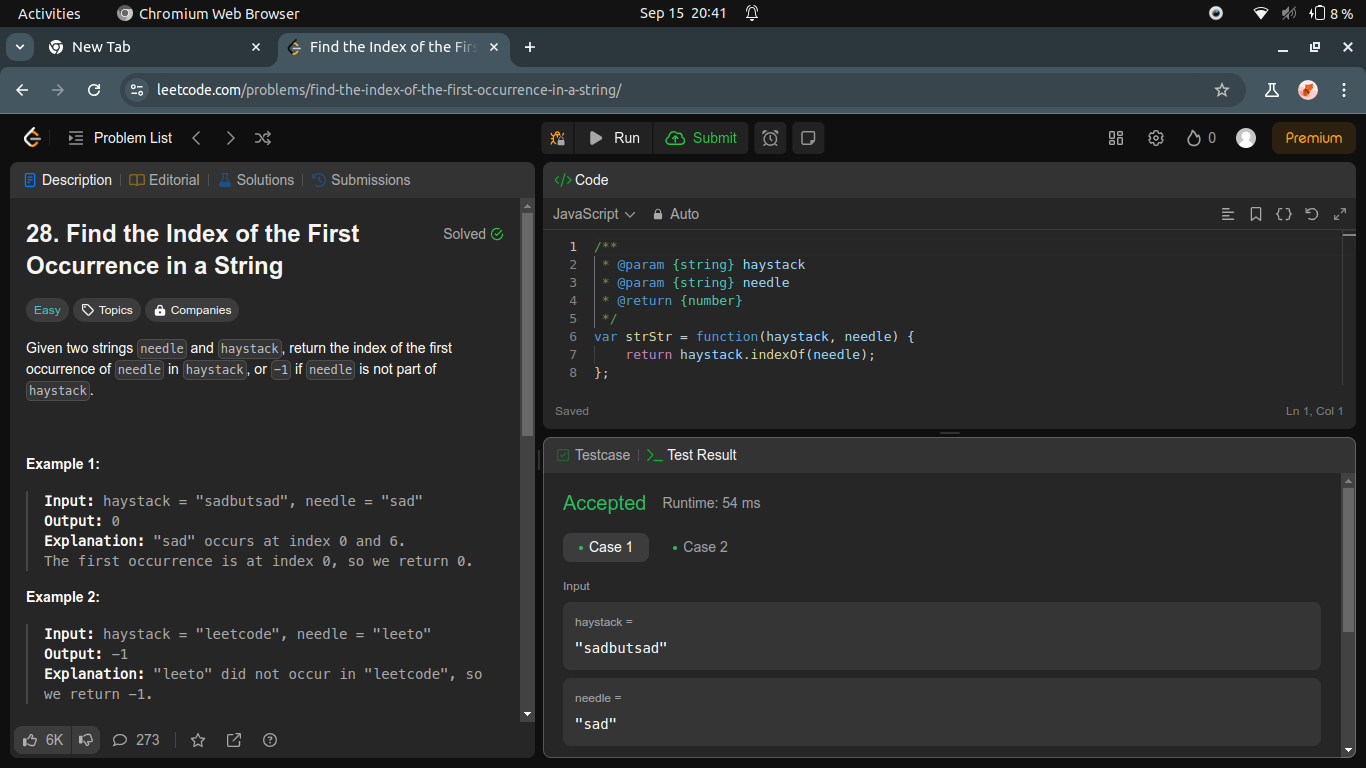 Activities
Chromium Web Browser
Sep 15 20:41
8 %
New Tab
Find the Index of the Firs
leetcode.com/problems/find-the-index-of-the-first-occurrence-in-a-string/
Problem List
Run
Submit
0
Premium
Description
Editorial
Solutions
Submissions
28. Find the Index of the First
Occurrence in a String
Solved
Easy
Topics
Companies
Given two strings needle and haystack, return the index of the first
occurrence of needle in haystack, or -1 if needle is not part of
haystack.
Example 1:
Input: haystack = "sadbutsad", needle = "sad"
Output: 0
Explanation: "sad" occurs at index 0 and 6.
The first occurrence is at index 0, so we return 0.
Example 2:
Input: haystack = "leetcode", needle = "leeto"
Output: -1
Explanation: "leeto" did not occur in "leetcode", so
we return -1.
6K
273
</> Code
JavaScript
Auto
1 /**
2 * @param {string} haystack
3 * @param {string} needle
4 * @return {number}
5 */
6 var strStr = function(haystack, needle) {
7 return haystack.indexOf(needle);
8 };
Saved
Ln 1, Col 1
Testcase
Test Result
Accepted
Runtime: 54 ms
• Case 1
• Case 2
Input
haystack =
"sadbutsad"
needle =
"sad"